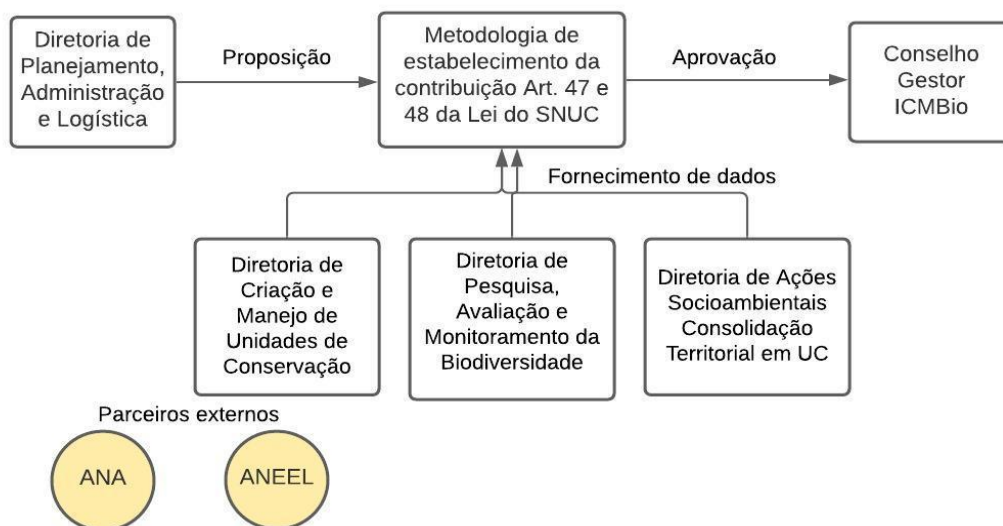 Diretoria de
Planejamento,
Administração
e Logística
Proposição
Metodologia de
estabelecimento da
contribuição Art. 47 e
48 da Lei do SNUC
Aprovação
Conselho
Gestor
ICMBio
Fornecimento de dados
Diretoria de
Criação e
Manejo de
Unidades de
Conservação
Diretoria de
Pesquisa,
Avaliação e
Monitoramento da
Biodiversidade
Diretoria de Ações
Socioambientais
Consolidação
Territorial em UC
Parceiros externos
ANA
ANEEL